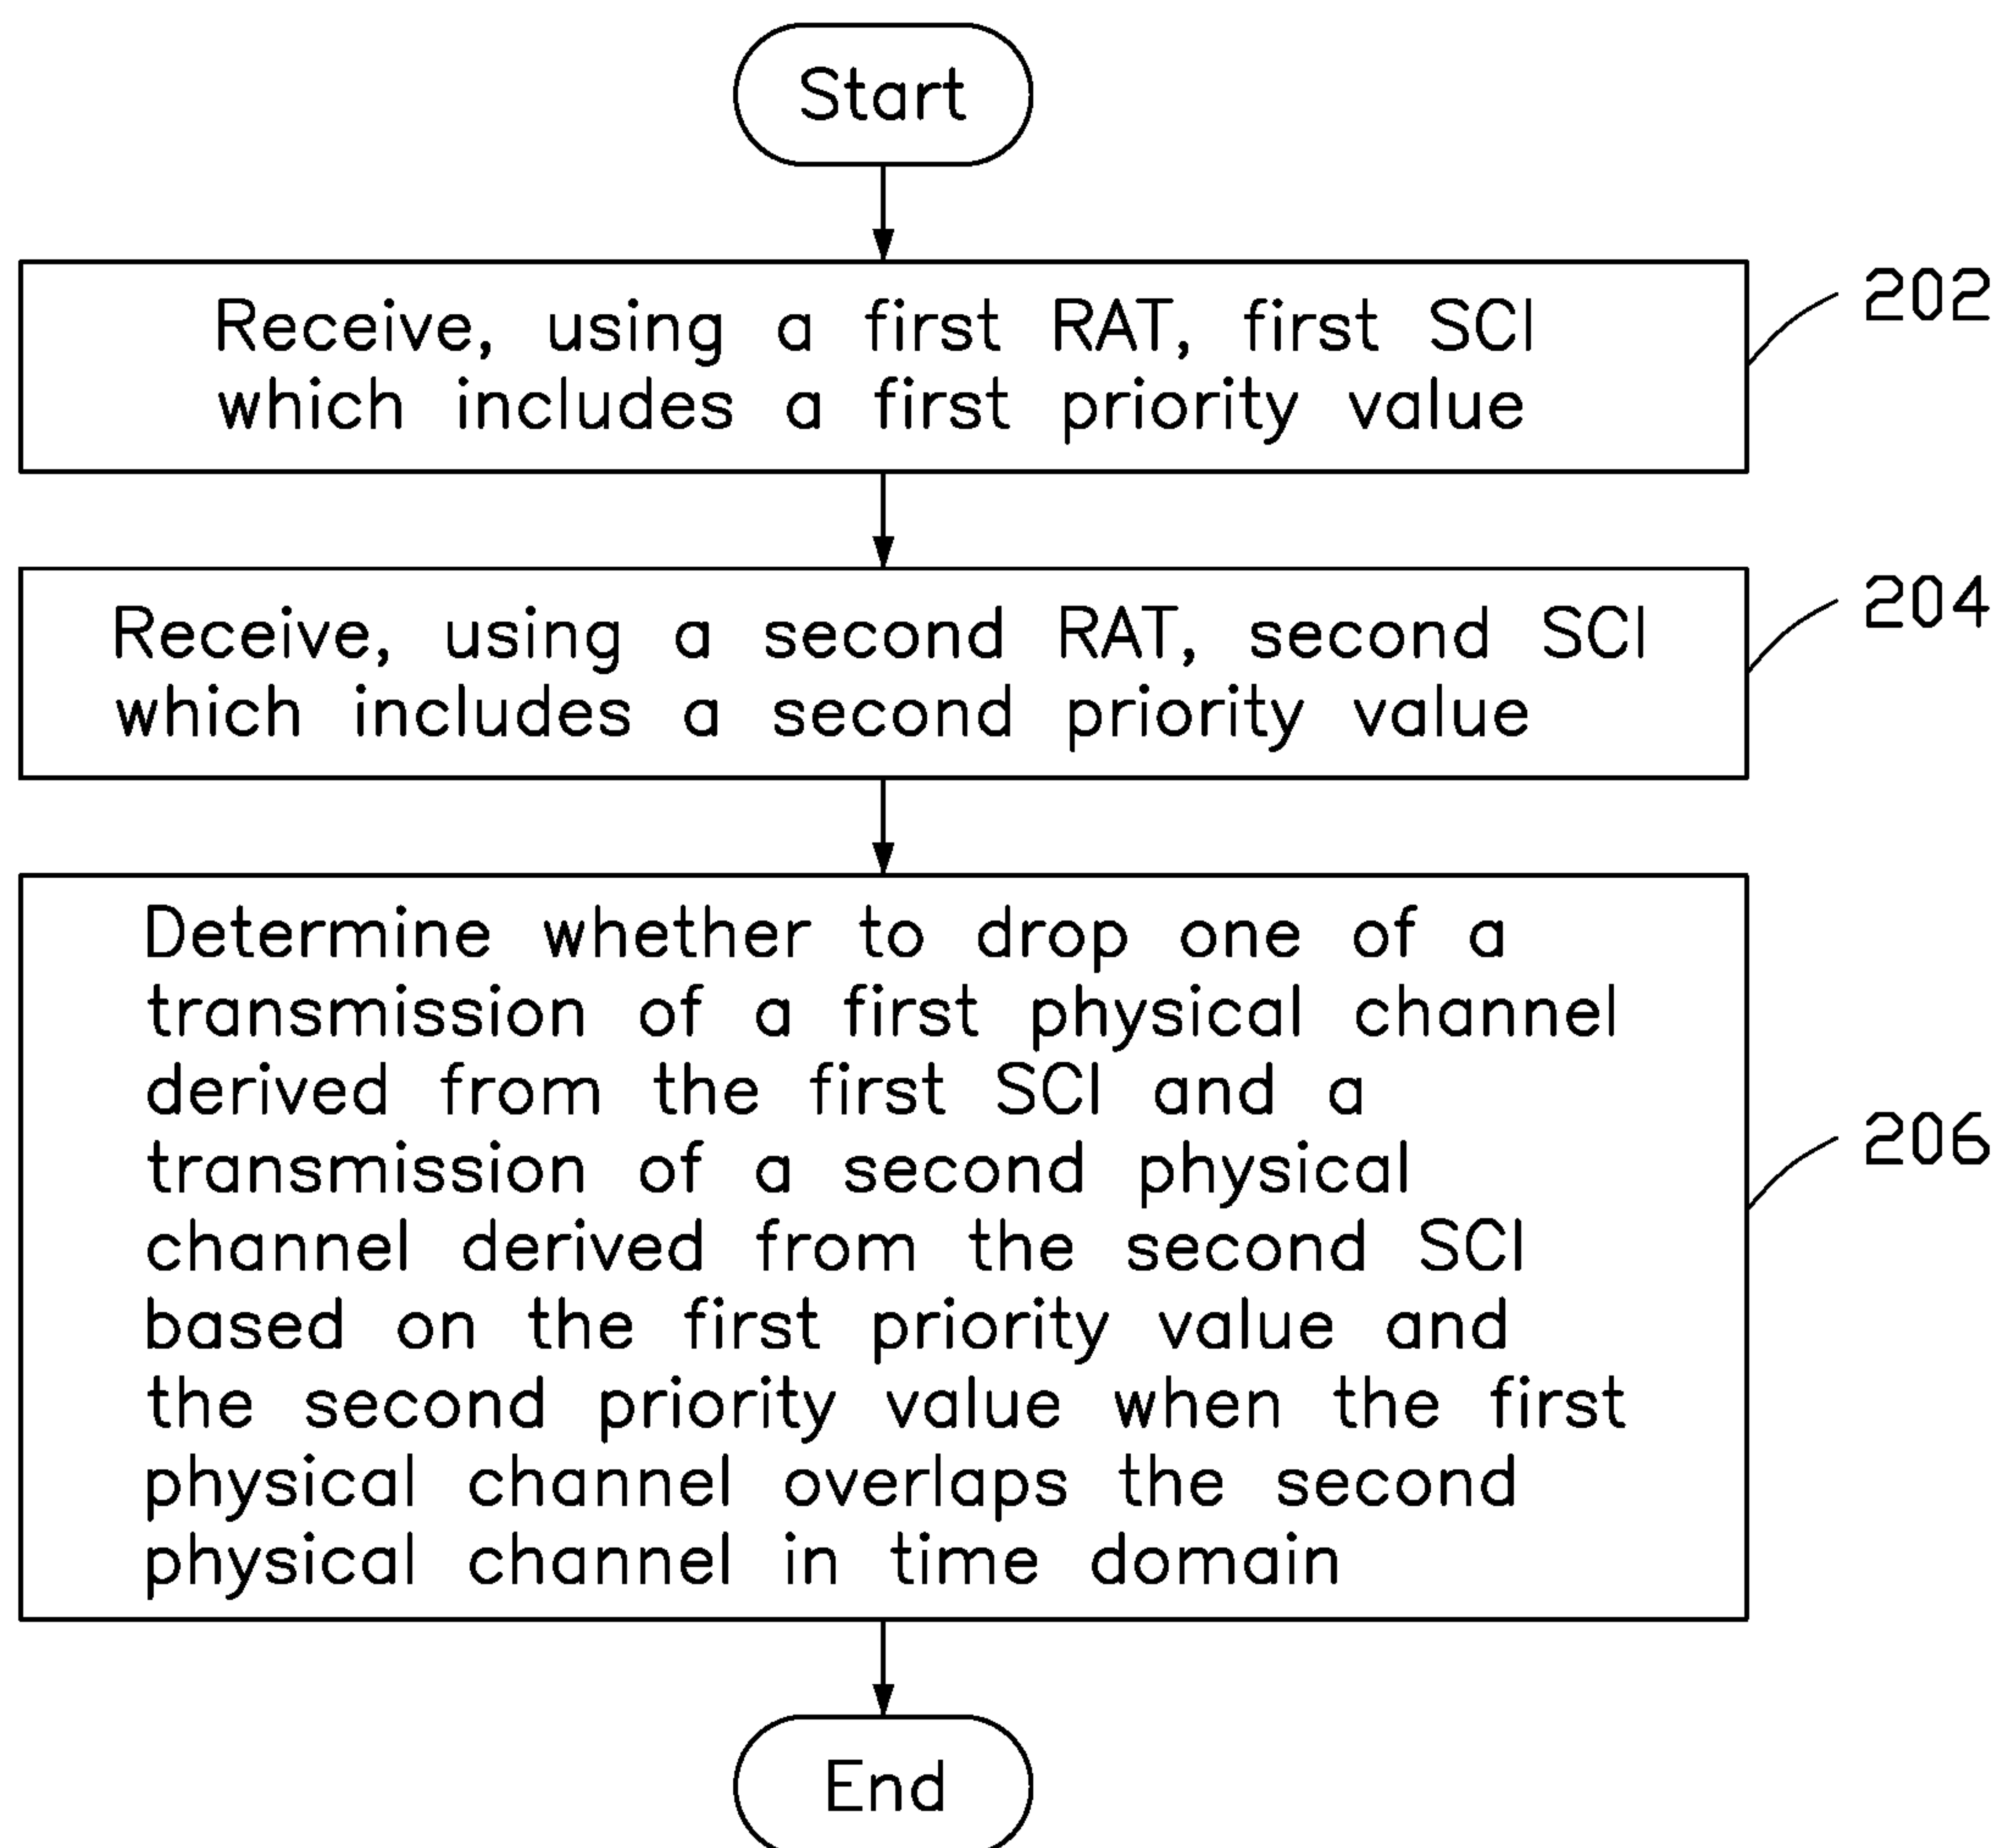 Start
Receive, using a first RAT, first SCI
which includes a first priority value
202
Receive, using a second RAT, second SCI
which includes a second priority value
204
Determine whether to drop one of a
transmission of a first physical channel
derived from the first SCI and a
transmission of a second physical
channel derived from the second SCI
based on the first priority value and
the second priority value when the first
physical channel overlaps the second
physical channel in time domain
206
End